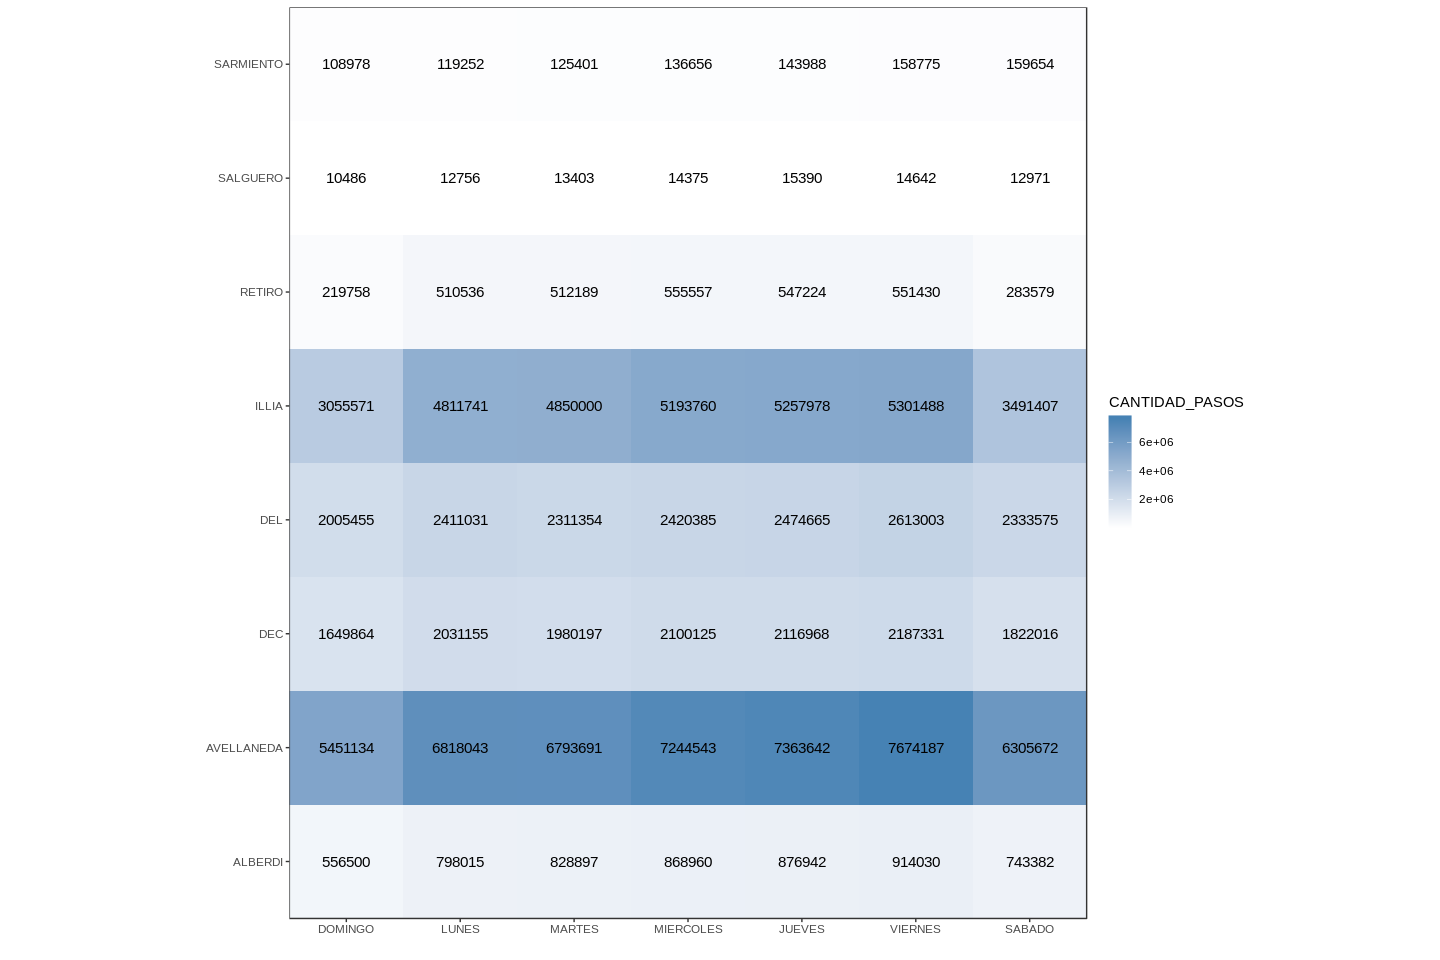 SARMIENTO 108978 119252 125401 136656 143988 158775 159654
SALGUERO 10486 12756 13403 14375 15390 14642 12971
RETIRO 219758 510536 512189 555557 547224 551430 283579
ILLIA 3055571 4811741 4850000 5193760 5257978 5301488 3491407
DEL 2005455 2411031 2311354 2420385 2474665 2613003 2333575
DEC 1649864 2031155 1980197 2100125 2116968 2187331 1822016
AVELLANEDA 5451134 6818043 6793691 7244543 7363642 7674187 6305672
ALBERDI 556500 798015 828897 868960 876942 914030 743382
DOMINGO LUNES MARTES MIERCOLES JUEVES VIERNES SABADO
CANTIDAD_PASOS
6e+06
4e+06
2e+06